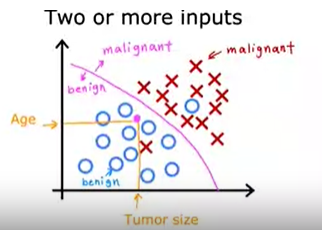 Two or more inputs
malignant
malignant
benign
Age
benign
Tumor size